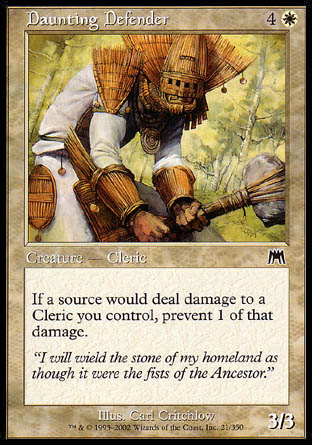 Daunting Defender 4
Creature — Cleric
If a source would deal damage to a
Cleric you control, prevent 1 of that
damage.
“I will wield the stone of my homeland as
though it were the fists of the Ancestor.”
Illus. Carl Critchlow
3/3
™ & © 1993–2002 Wizards of the Coast, Inc. 21/350